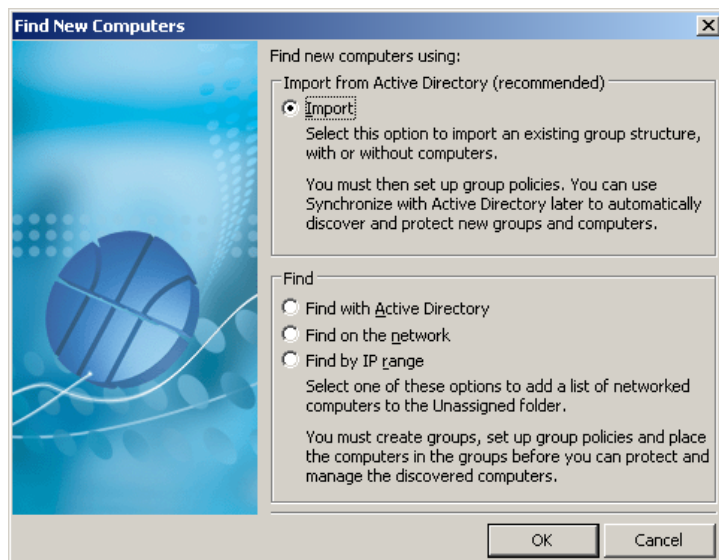 Find New Computers
Find new computers using:
Import from Active Directory (recommended)
Import
Select this option to import an existing group structure,
with or without computers.
You must then set up group policies. You can use
Synchronize with Active Directory later to automatically
discover and protect new groups and computers.
Find
Find with Active Directory
Find on the network
Find by IP range
Select one of these options to add a list of networked
computers to the Unassigned folder.
You must create groups, set up group policies and place
the computers in the groups before you can protect and
manage the discovered computers.
OK
Cancel